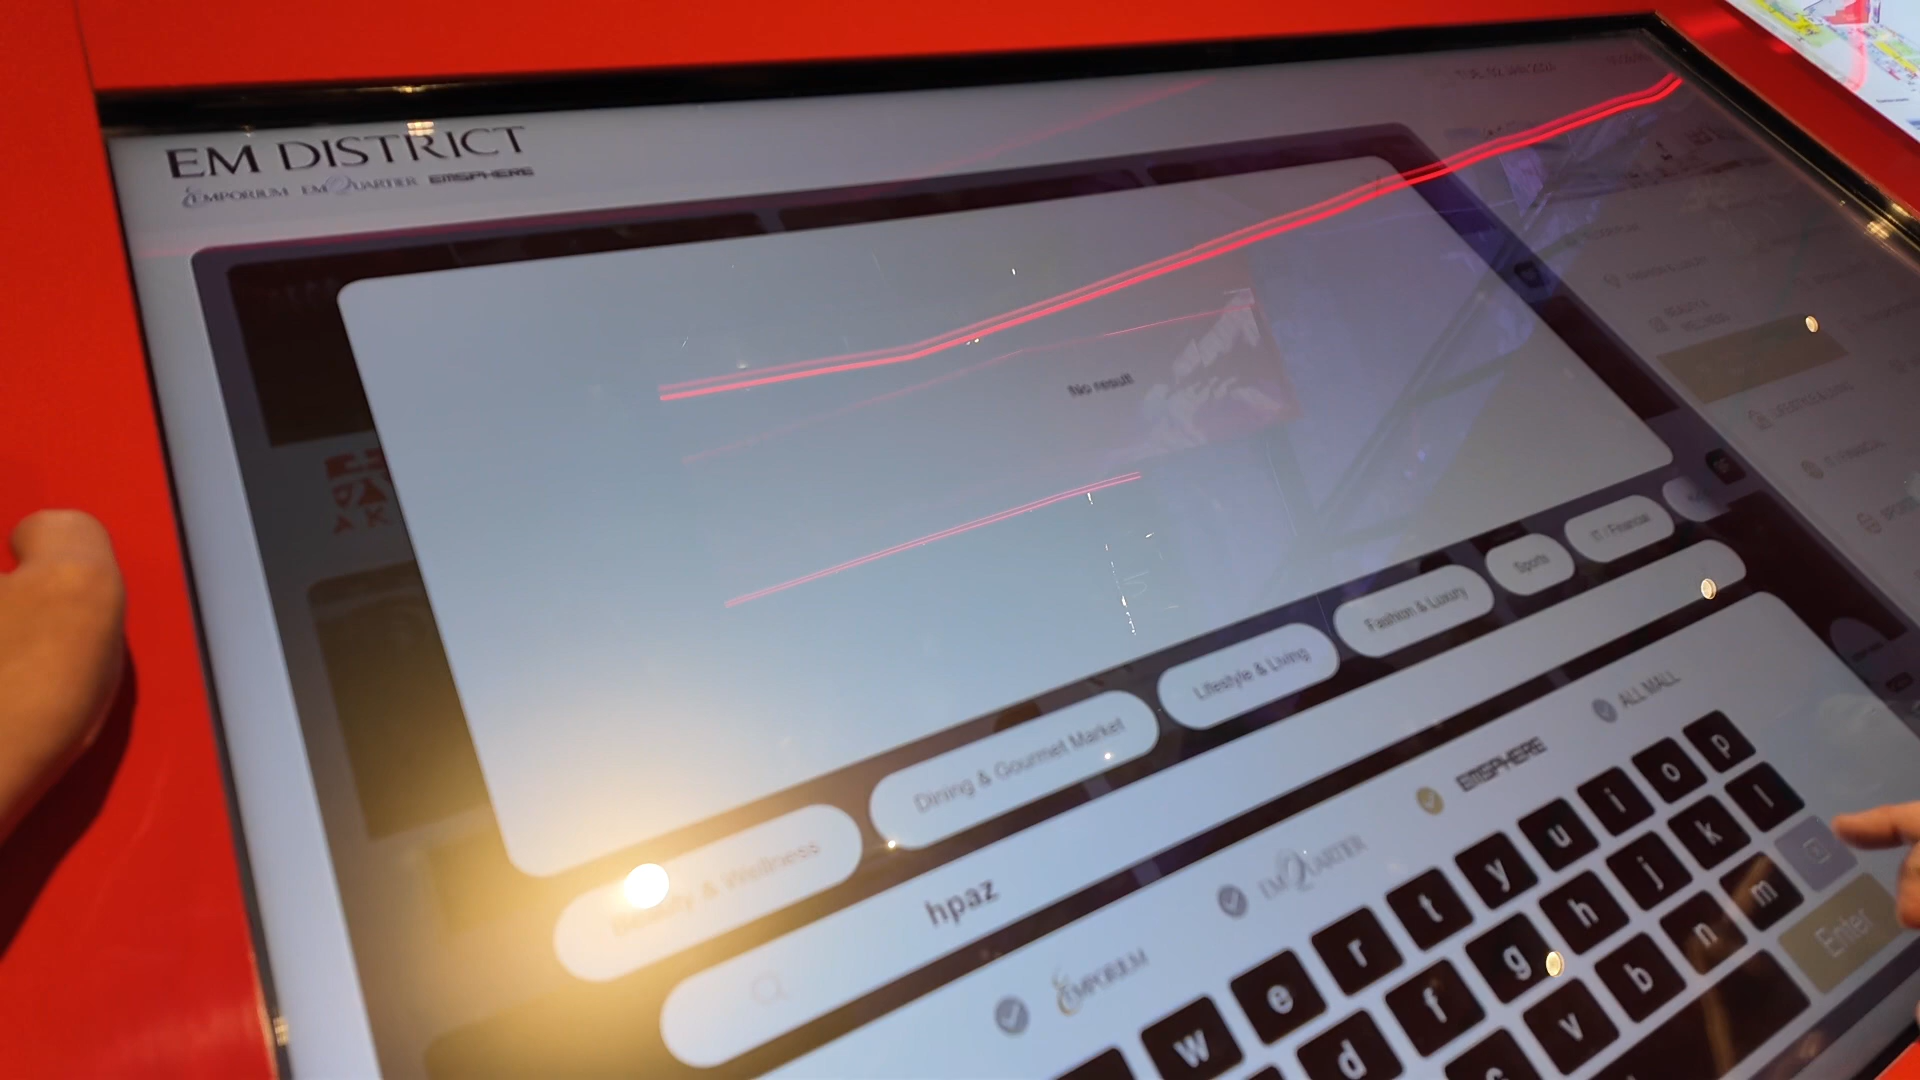 EM DISTRICT
EMPORIUM EMQUARTIER EMSPHERE
No result
Beauty & Wellness
Dining & Gourmet Market
Lifestyle & Living
Fashion & Luxury
Sports
IT / Financial
hpaz
EMPORIUM
EMQUARTIER
EMSPHERE
ALL MALL
w e r t y u i o p
d f g h j k l
v b n m
Enter